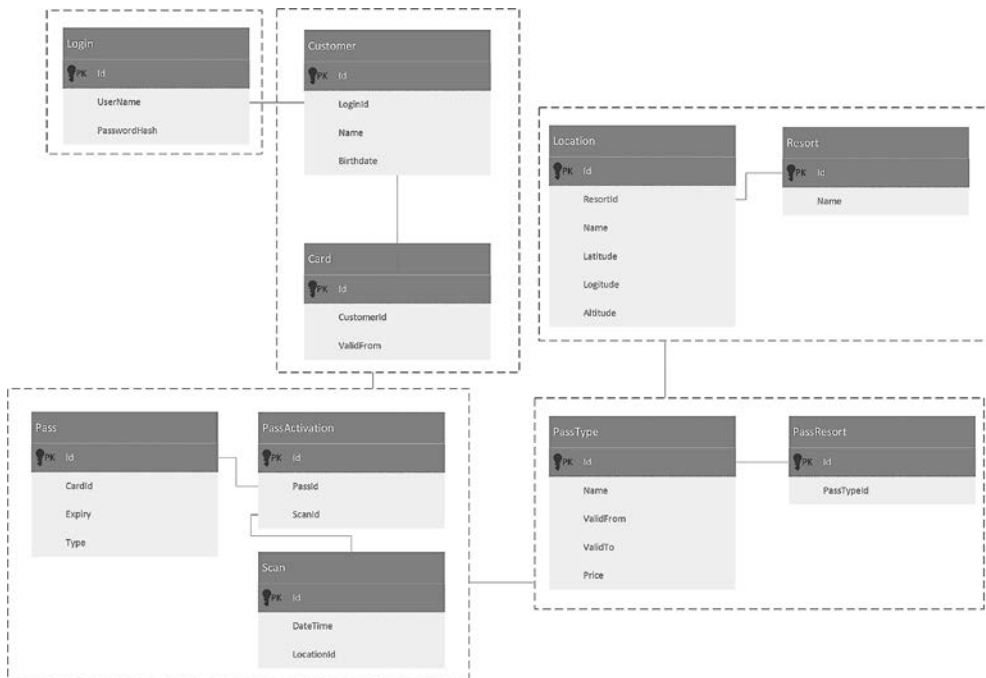 Login
PK Id
UserName
PasswordHash
Customer
PK Id
LoginId
Name
Birthdate
Card
PK Id
CustomerId
ValidFrom
Location
PK Id
ResortId
Name
Latitude
Logitude
Altitude
Resort
PK Id
Name
Pass
PK Id
CardId
Expiry
Type
PassActivation
PK Id
PassId
ScanId
Scan
PK Id
DateTime
LocationId
PassType
PK Id
Name
ValidFrom
ValidTo
Price
PassResort
PK Id
PassTypeId